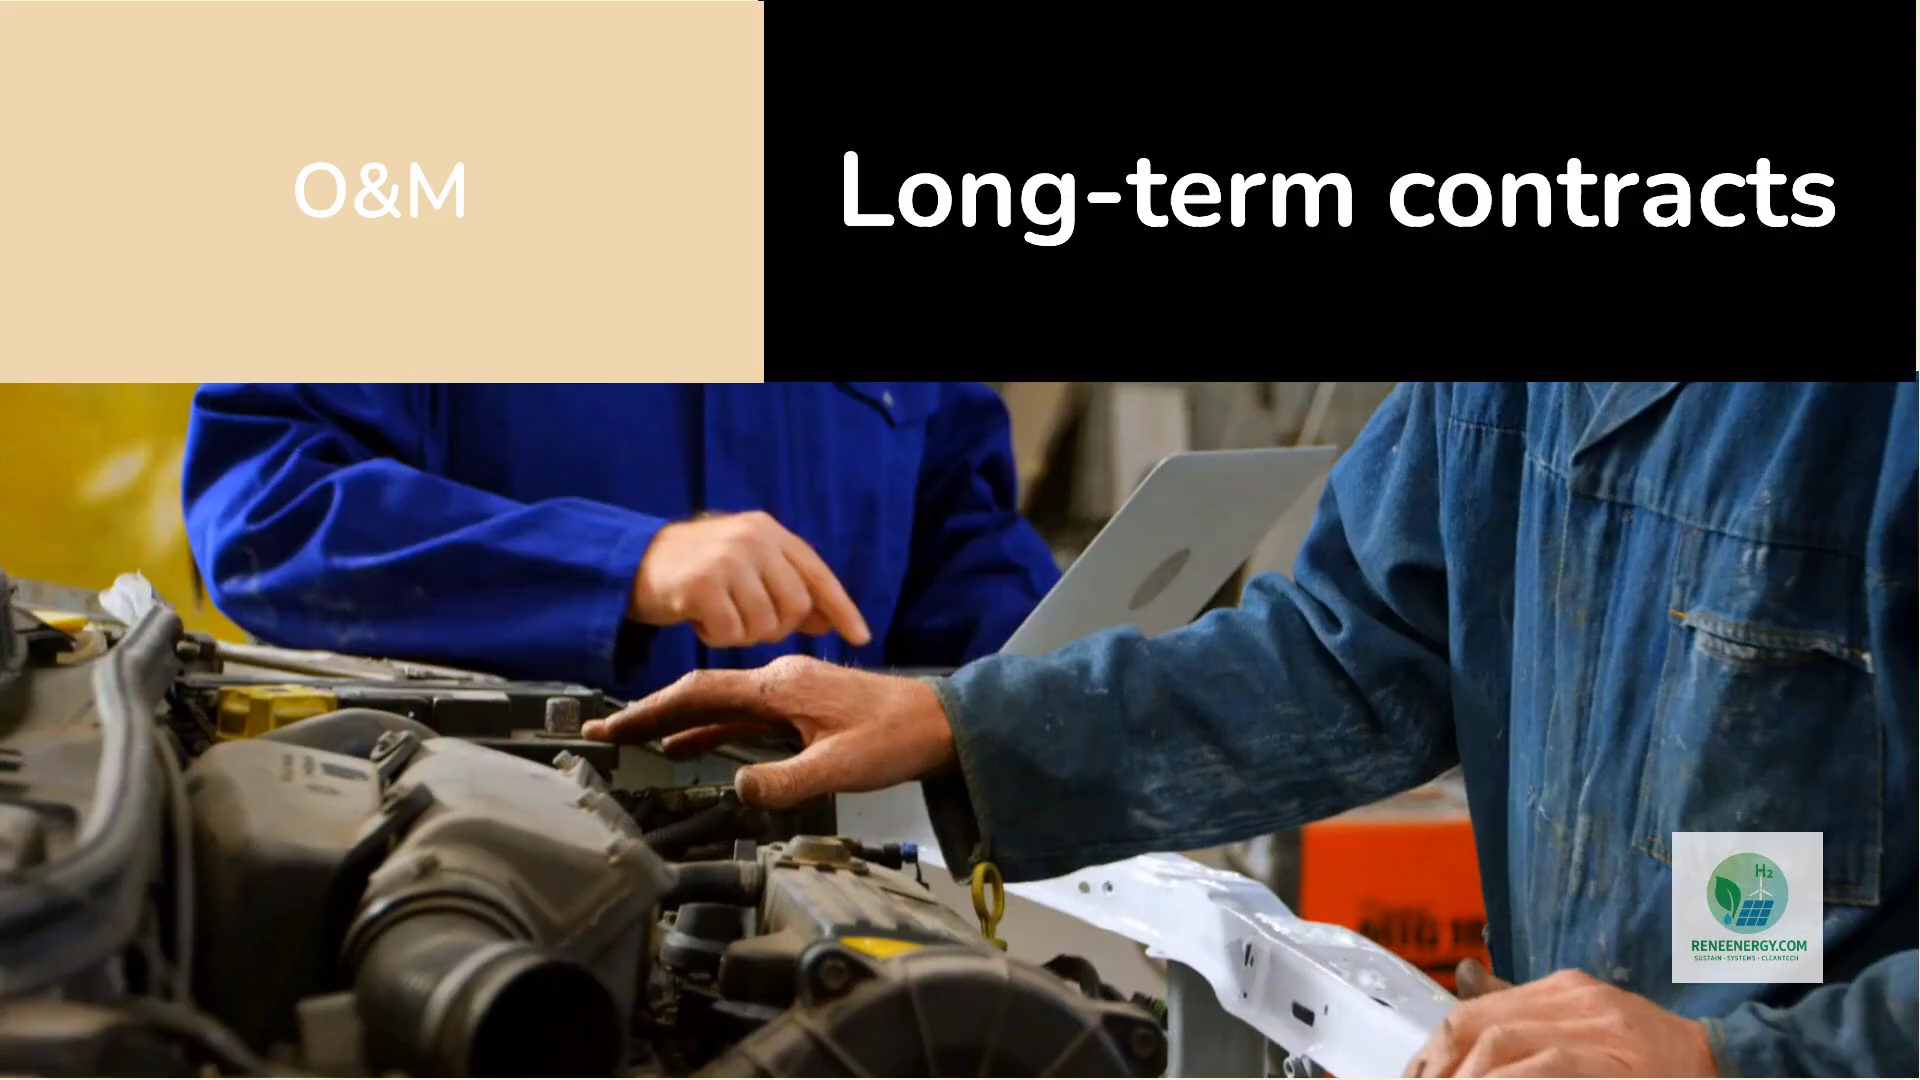 O&M
Long-term contracts
H₂
RENEENERGY.COM
SUSTAIN • SYSTEMS • CLEANTECH